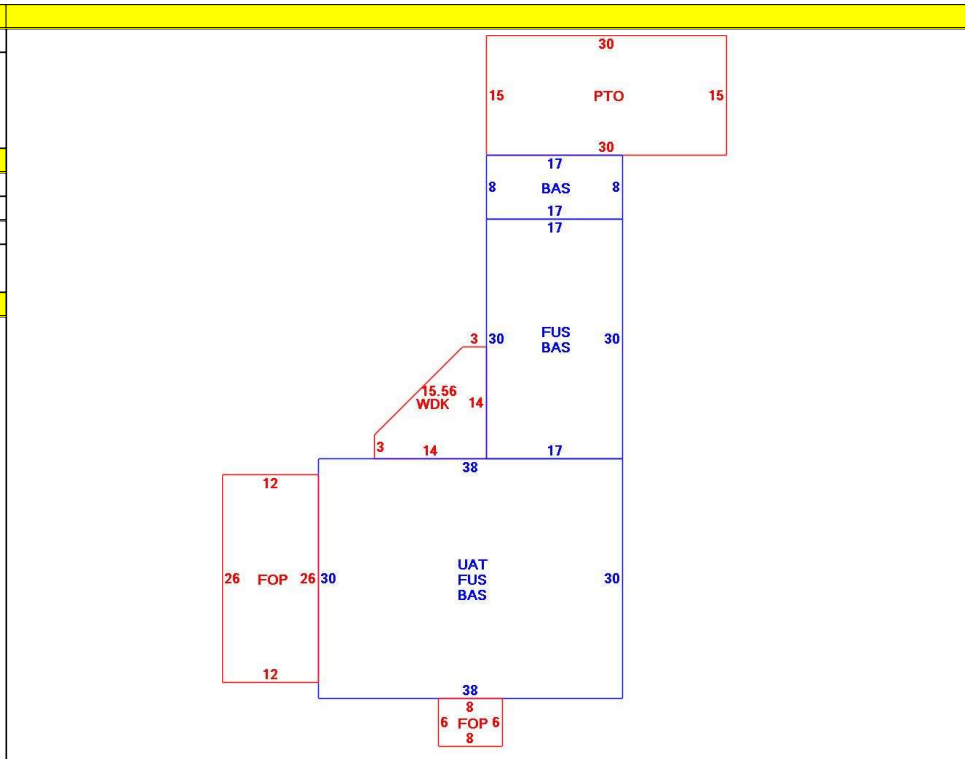 30
15 PTO 15
30
17
8 BAS 8
17
17
3 30 FUS 30
BAS
15.56
WDK 14
3 14 17
38
12
UAT
26 FOP 26 30 FUS 30
BAS
12
38
8
6 FOP 6
8